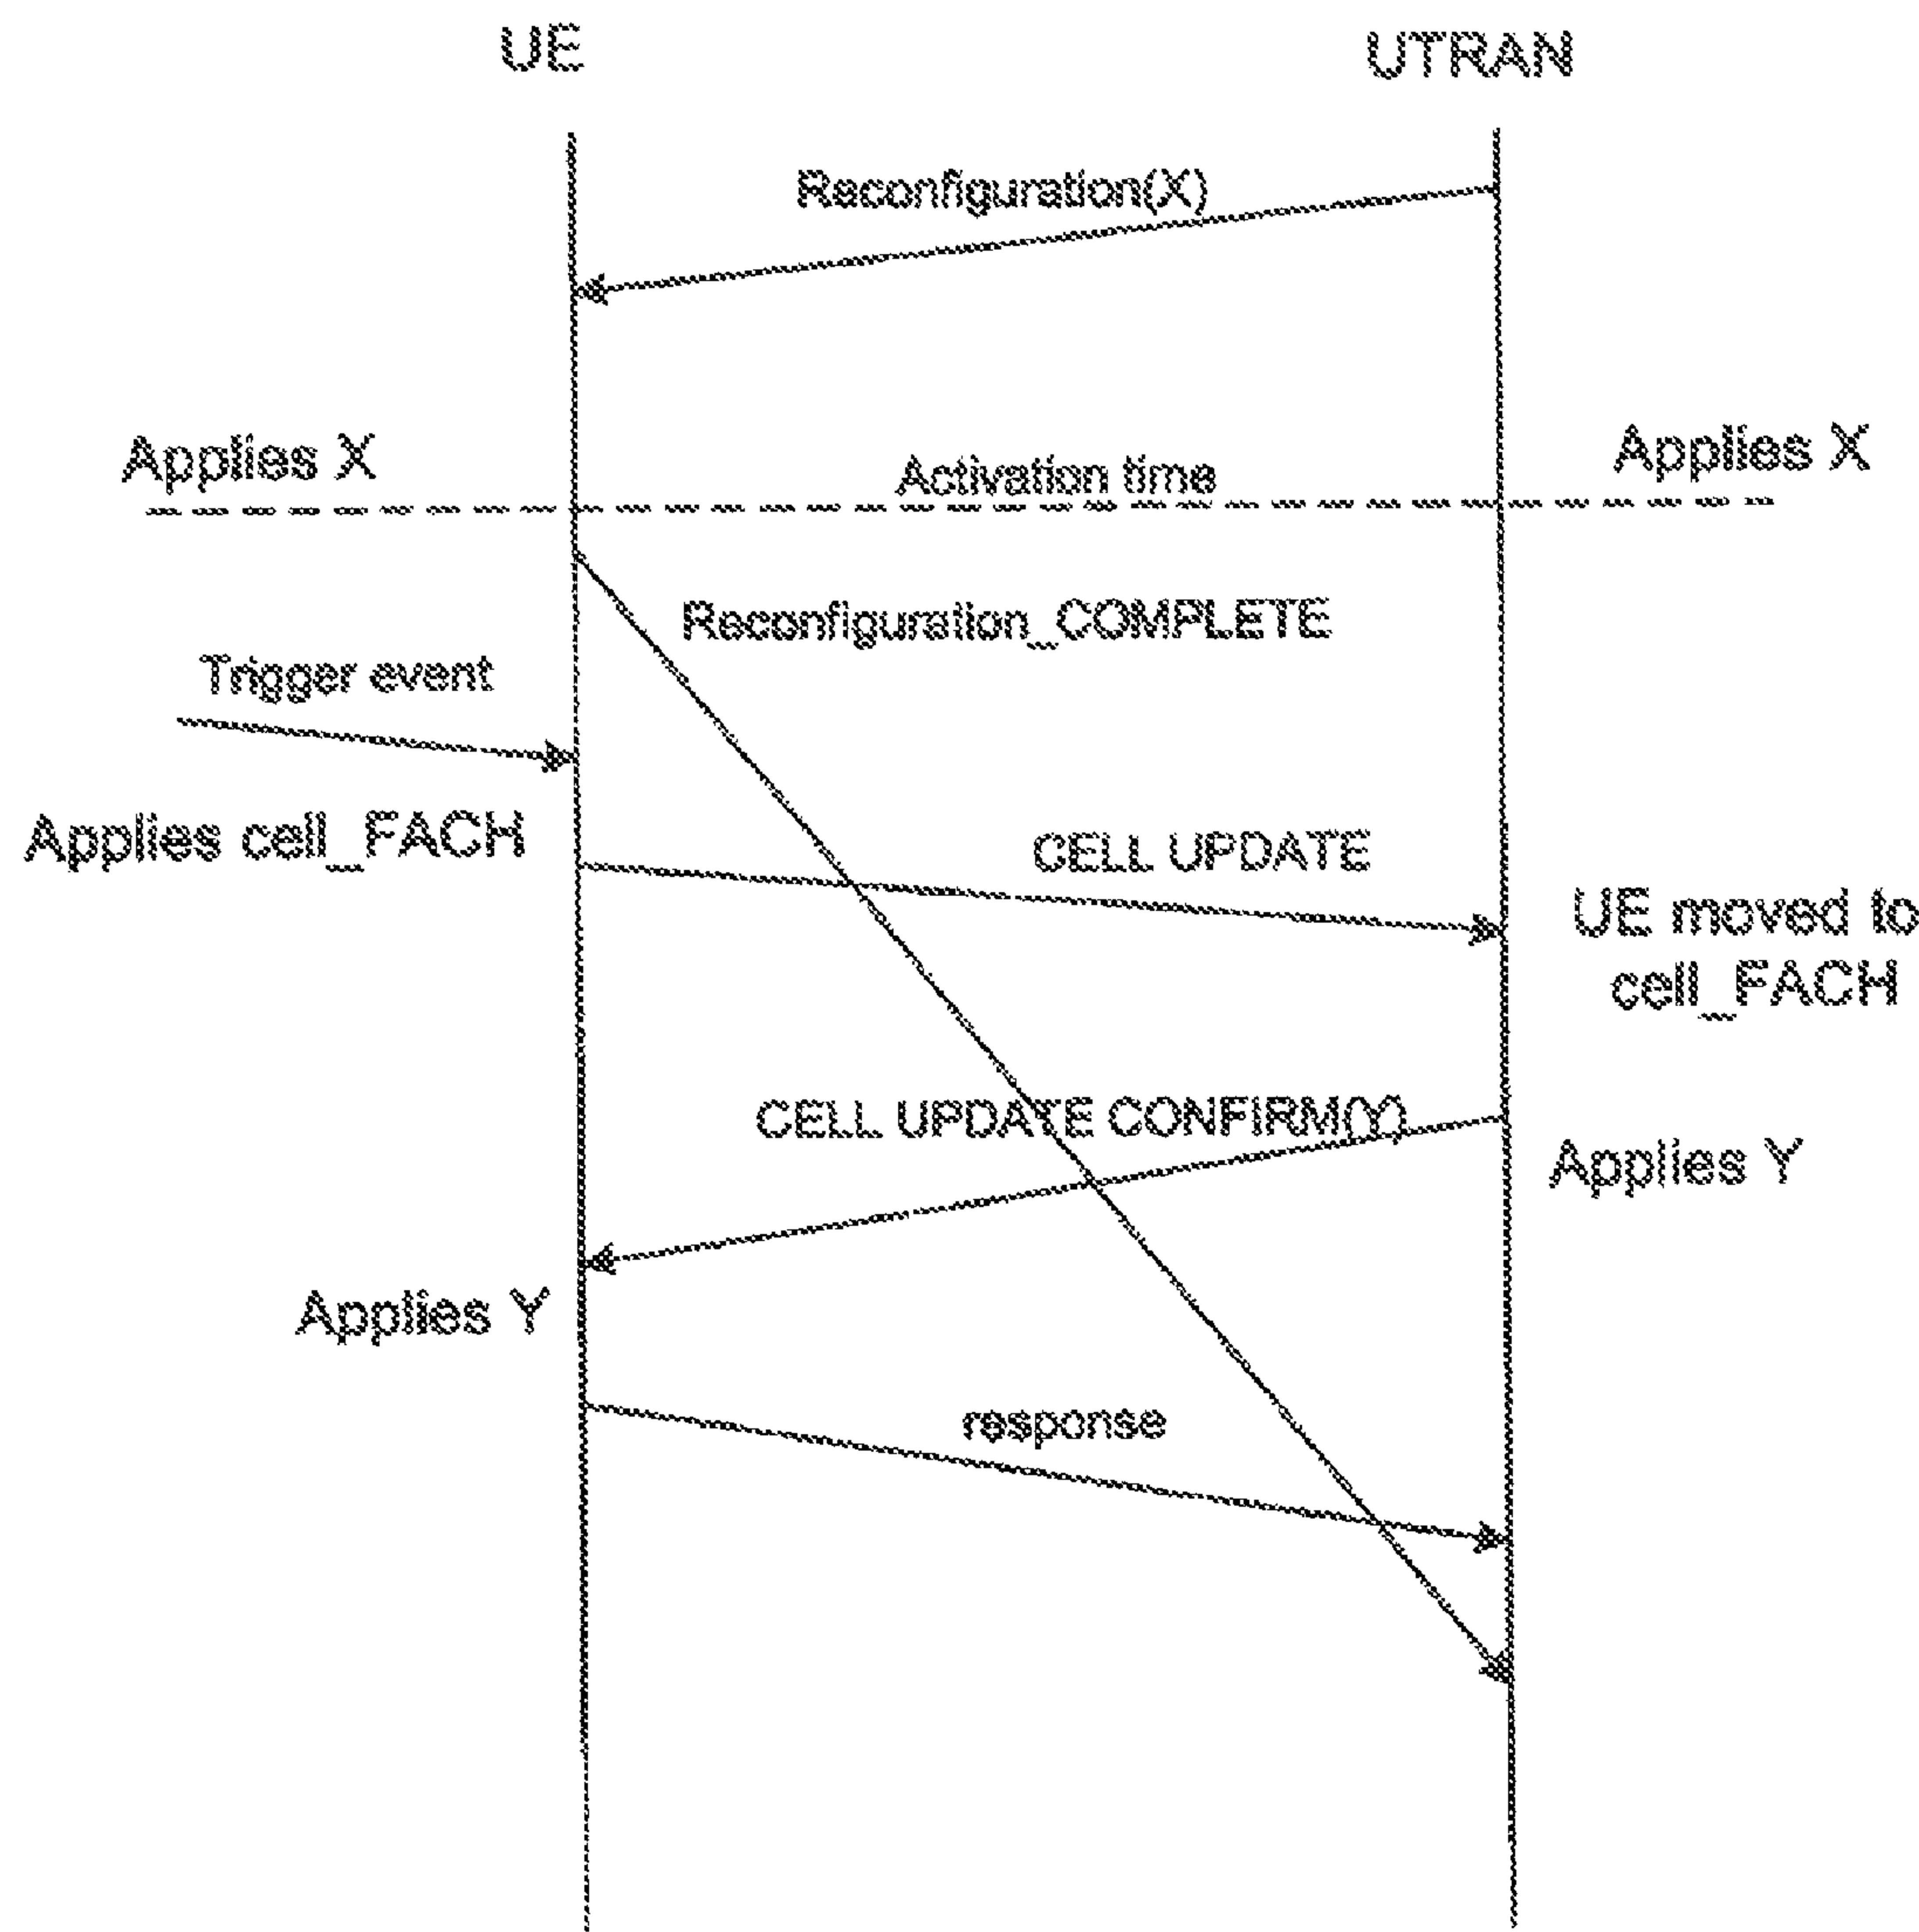 UE
UTRAN
Reconfiguration(X)
Applies X
Activation time
Applies X
Reconfiguration_COMPLETE
Trigger event
Applies cell_FACH
CELL UPDATE
UE moved to
cell_FACH
CELL UPDATE CONFIRM(Y)
Applies Y
Applies Y
response